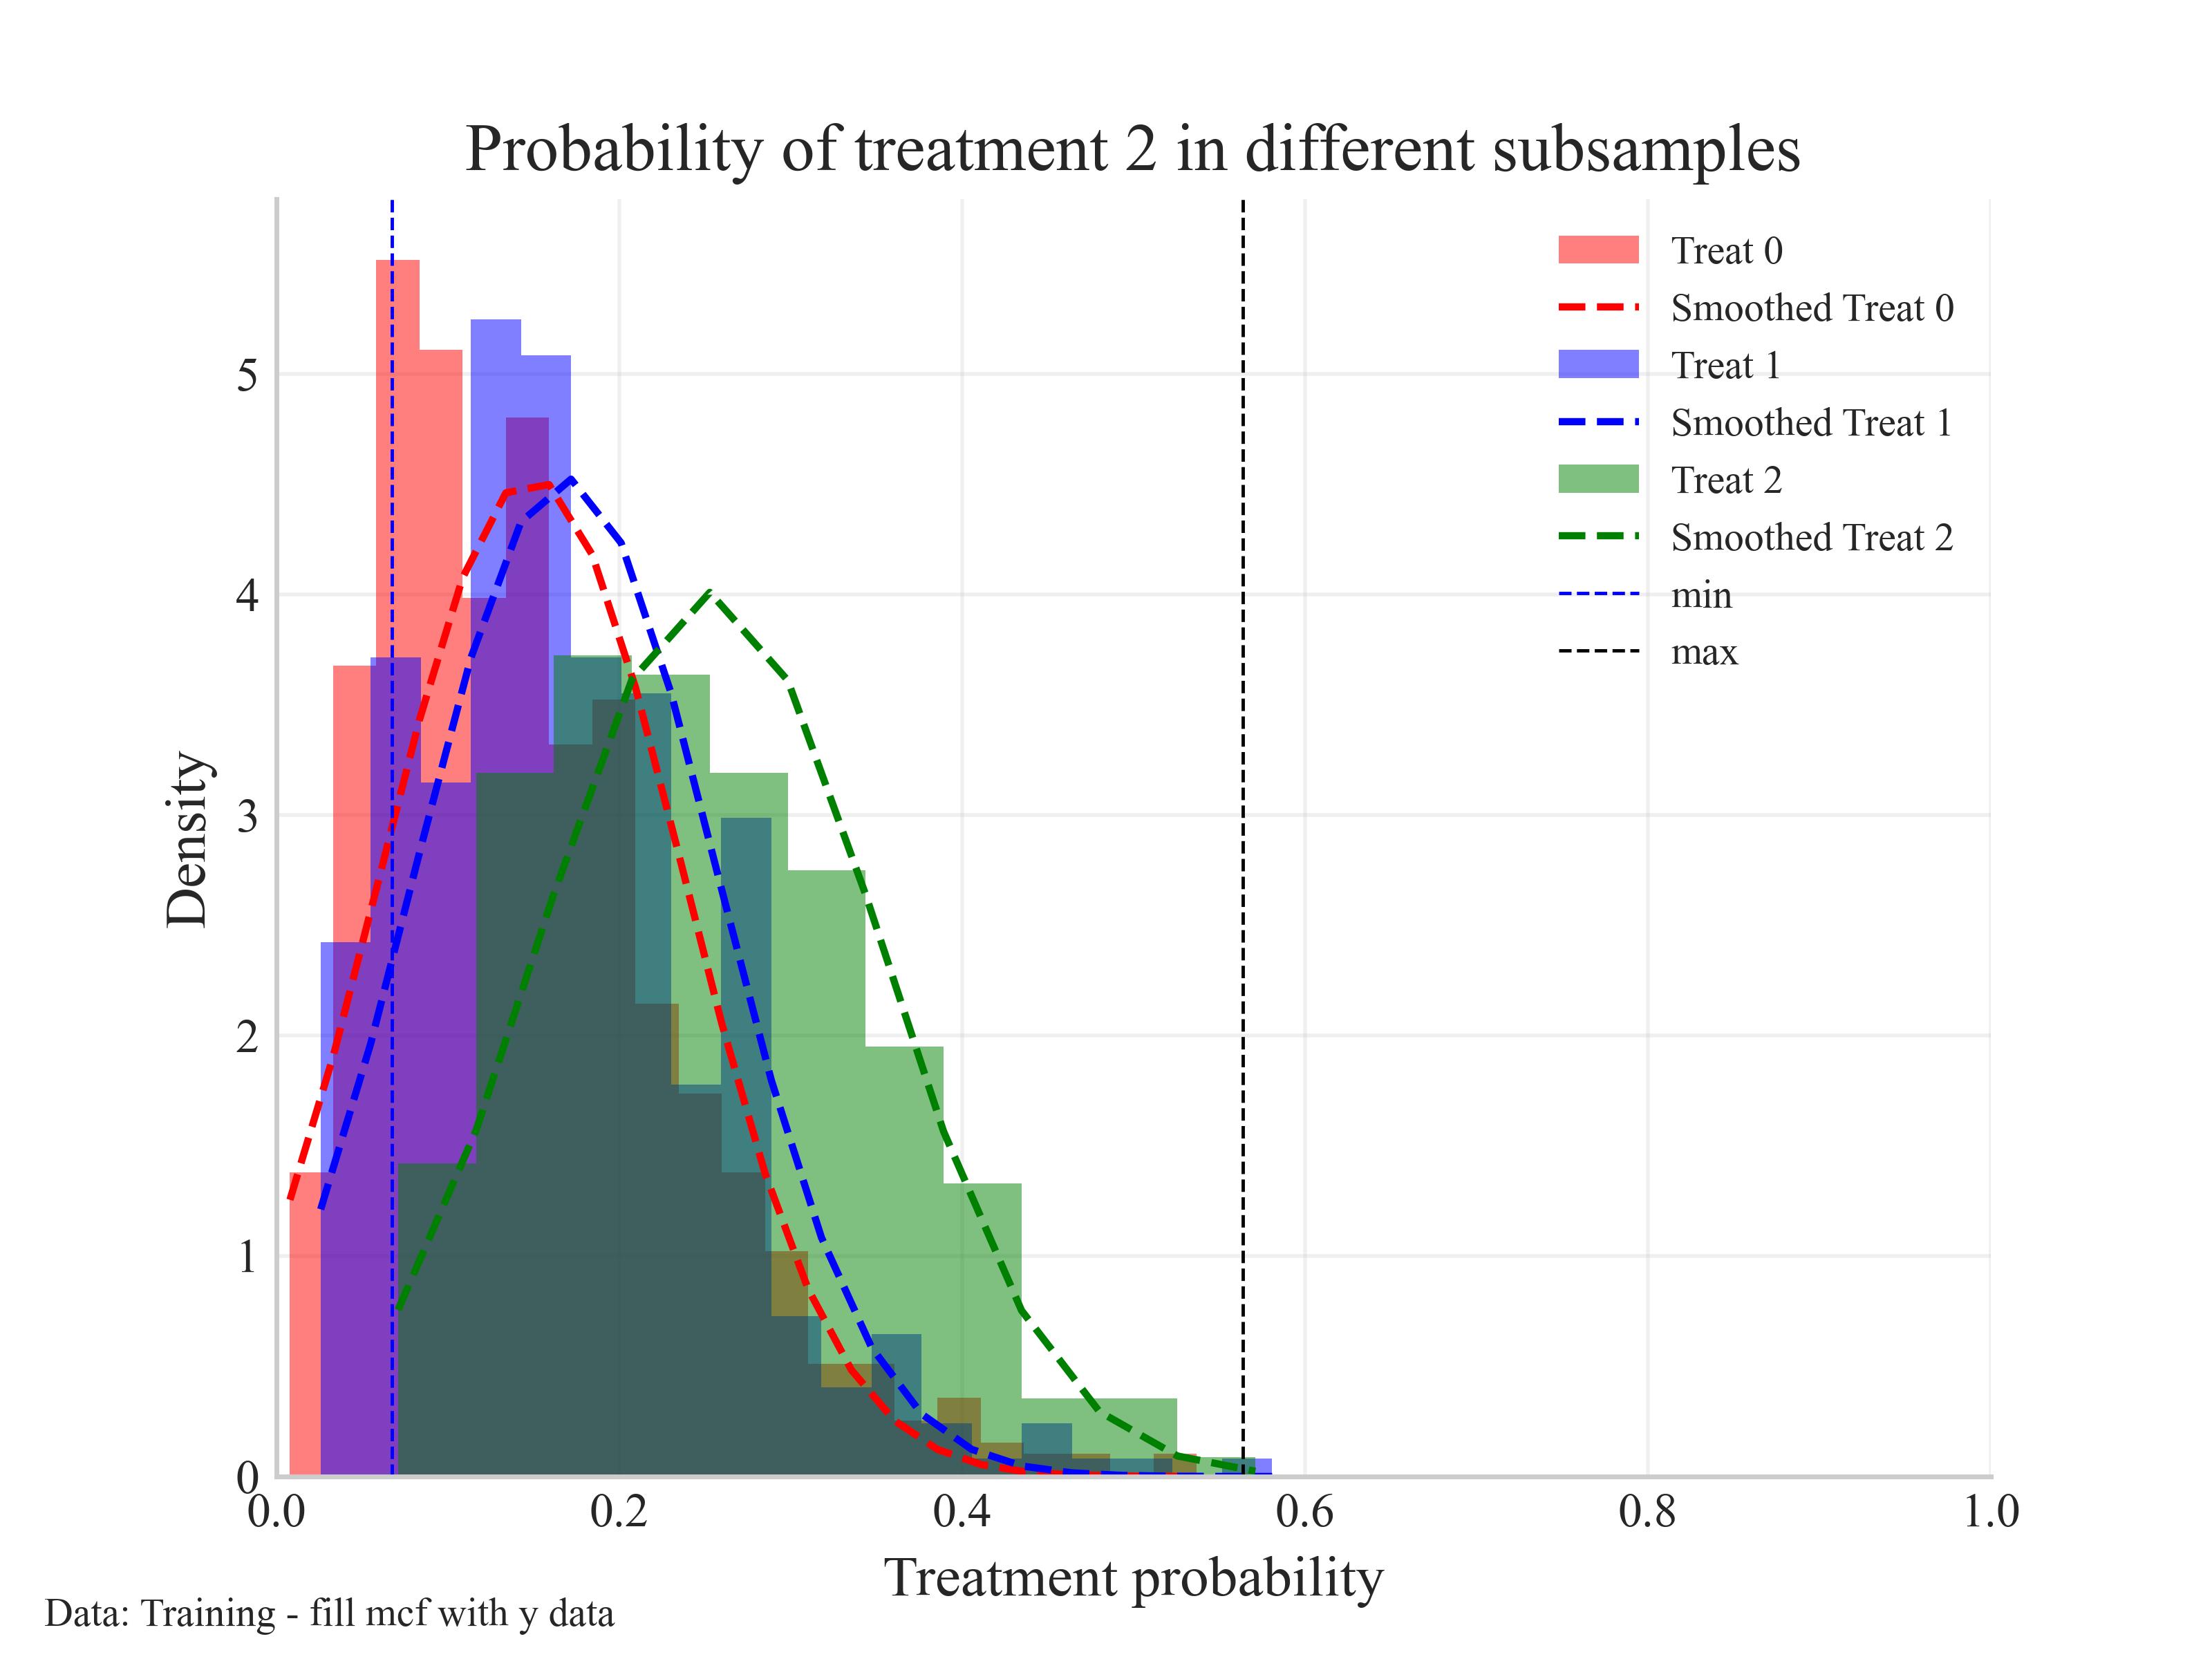 Probability of treatment 2 in different subsamples
Treat 0
Smoothed Treat 0
Treat 1
Smoothed Treat 1
Treat 2
Smoothed Treat 2
min
max
Density
5
4
3
2
1
0
0.0 0.2 0.4 0.6 0.8 1.0
Treatment probability
Data: Training - fill mcf with y data